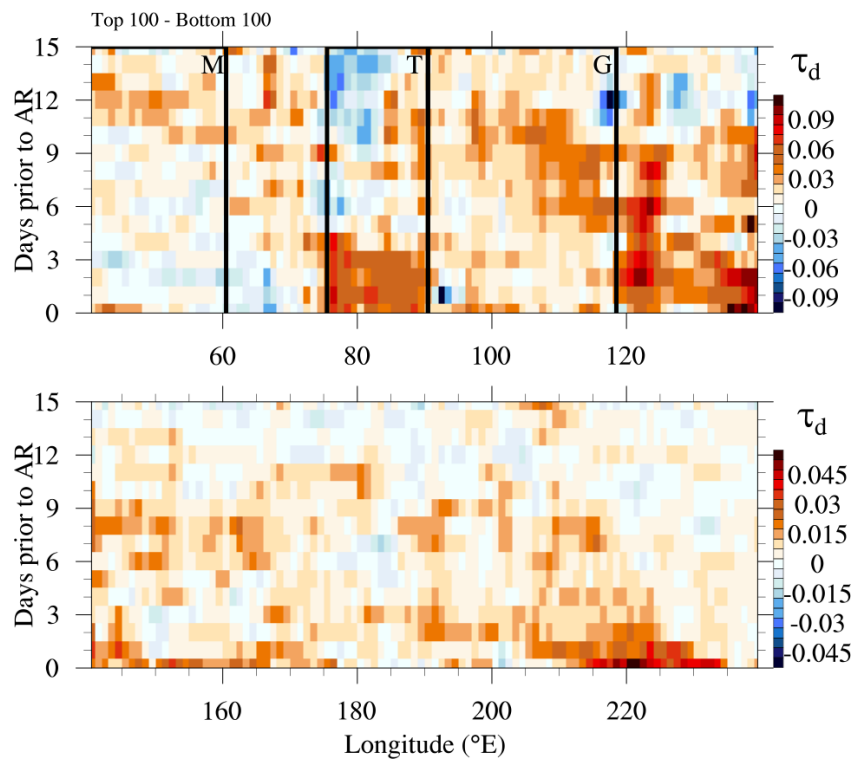 Top 100 - Bottom 100
M T G
Days prior to AR
15
12
9
6
3
0
60 80 100 120
τd
0.09
0.06
0.03
0
-0.03
-0.06
-0.09
Days prior to AR
15
12
9
6
3
0
160 180 200 220
Longitude (°E)
τd
0.045
0.03
0.015
0
-0.015
-0.03
-0.045